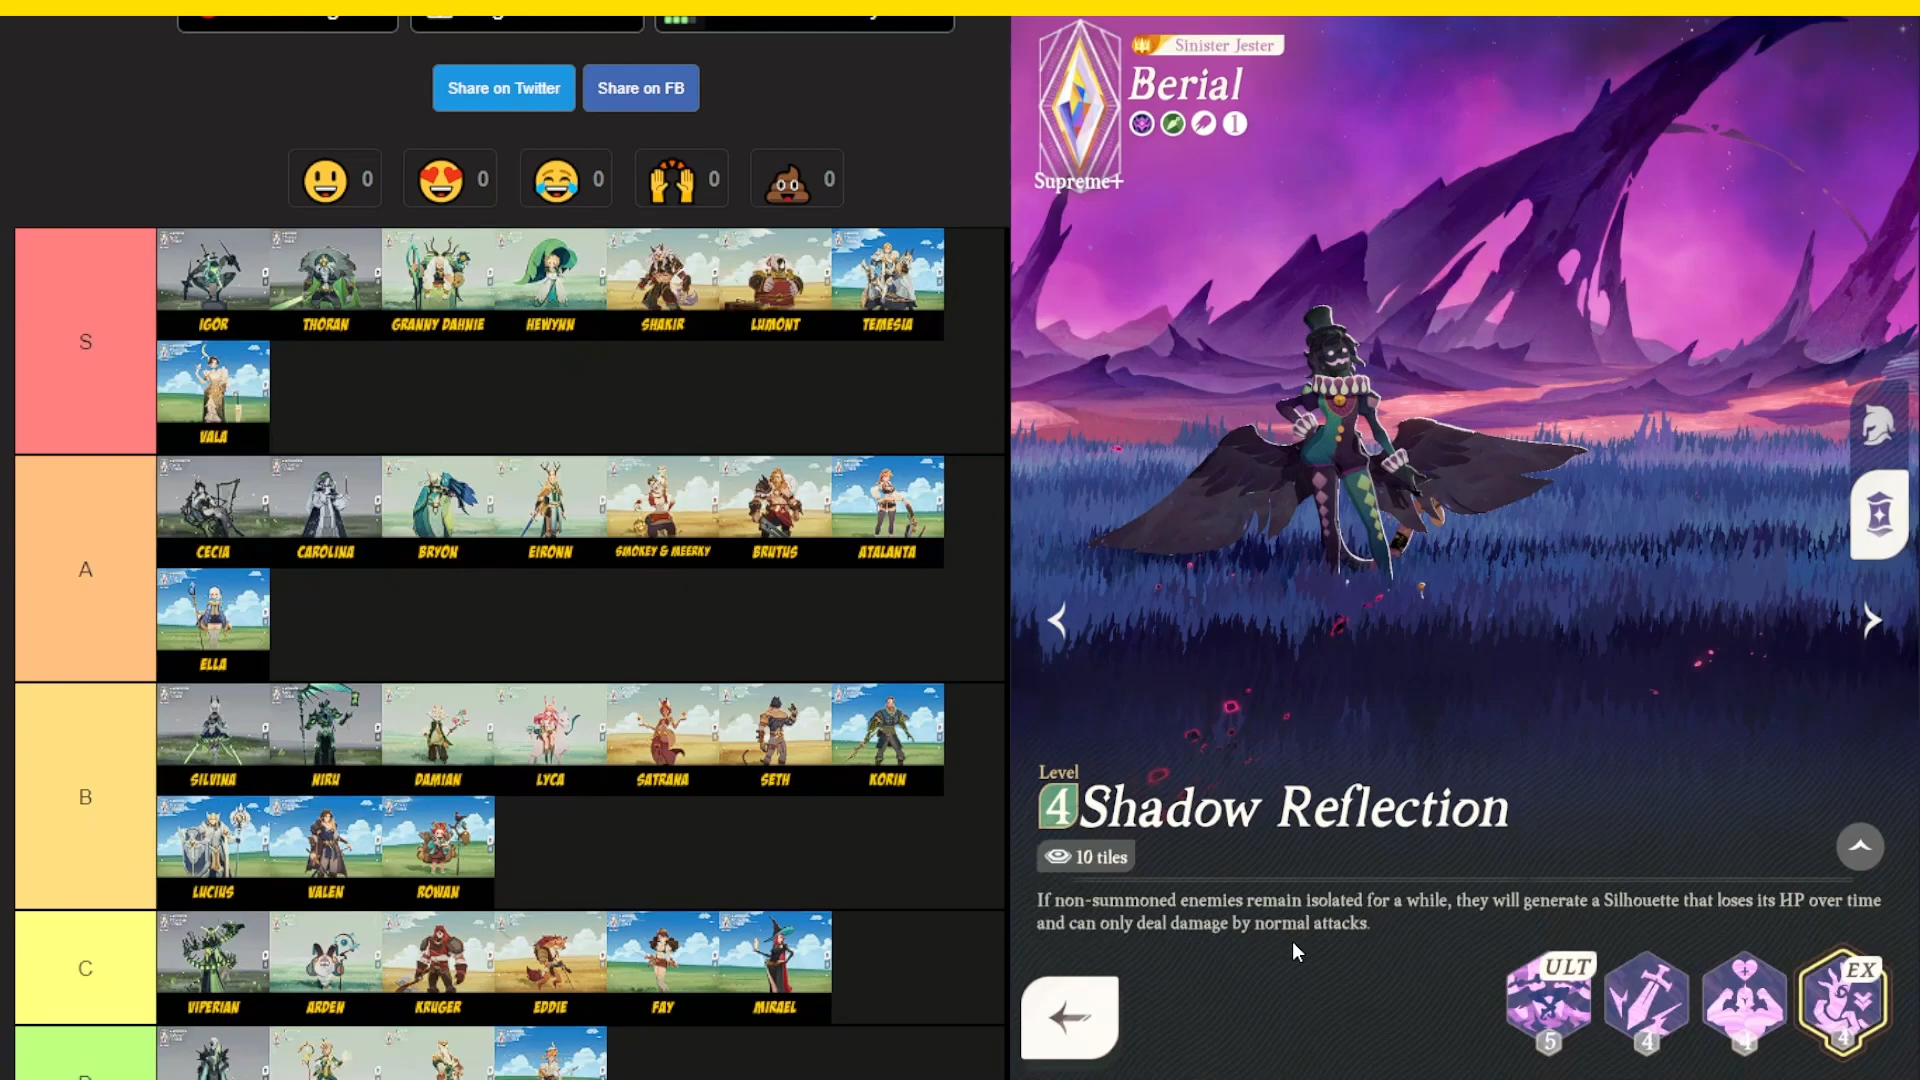 Share on Twitter
Share on FB
0
0
0
0
0
S
IGOR
THORAN
GRANNY DAHNIE
HEWYNN
SHAKIR
LUMONT
TEMESIA
VALA
A
CECIA
CAROLINA
BRYON
EIRONN
SMOKEY & MEERKY
BRUTUS
ATALANTA
ELLA
B
SILVINA
NIRU
DAMIAN
LYCA
SATRANA
SETH
KORIN
LUCIUS
VALEN
ROWAN
C
VIPERIAN
ARDEN
KRUGER
EDDIE
FAY
MIRAEL
Sinister Jester
Berial
1
Supreme+
Level
4 Shadow Reflection
10 tiles
If non-summoned enemies remain isolated for a while, they will generate a Silhouette that loses its HP over time
and can only deal damage by normal attacks.
ULT
5
4
4
EX
4